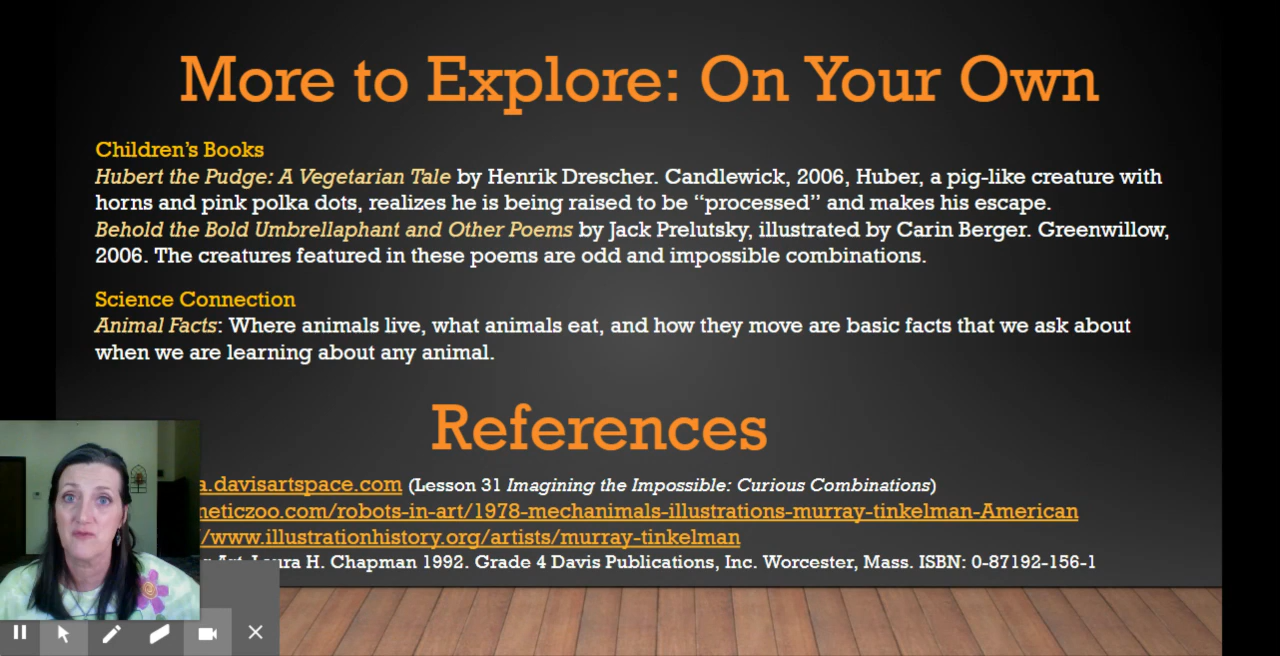 More to Explore: On Your Own
Children’s Books
Hubert the Pudge: A Vegetarian Tale by Henrik Drescher. Candlewick, 2006, Huber, a pig-like creature with
horns and pink polka dots, realizes he is being raised to be “processed” and makes his escape.
Behold the Bold Umbrellaphant and Other Poems by Jack Prelutsky, illustrated by Carin Berger. Greenwillow,
2006. The creatures featured in these poems are odd and impossible combinations.
Science Connection
Animal Facts: Where animals live, what animals eat, and how they move are basic facts that we ask about
when we are learning about any animal.
References
a.davisartspace.com (Lesson 31 Imagining the Impossible: Curious Combinations)
neticzoo.com/robots-in-art/1978-mechanimals-illustrations-murray-tinkelman-American
/www.illustrationhistory.org/artists/murray-tinkelman
Art, Laura H. Chapman 1992. Grade 4 Davis Publications, Inc. Worcester, Mass. ISBN: 0-87192-156-1